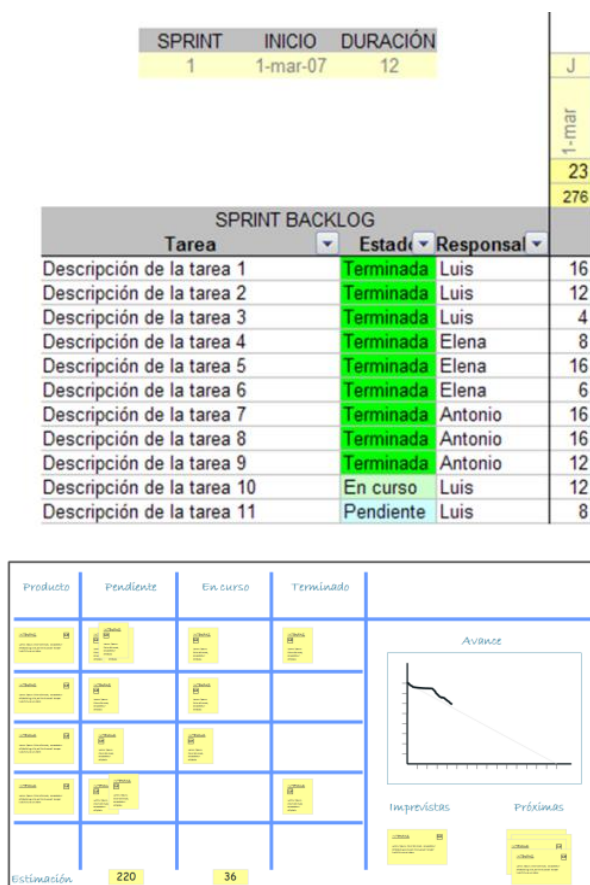 SPRINT INICIO DURACIÓN
1 1-mar-07 12
J
1-mar
23
276
SPRINT BACKLOG
Tarea Estado Responsal
Descripción de la tarea 1 Terminada Luis 16
Descripción de la tarea 2 Terminada Luis 12
Descripción de la tarea 3 Terminada Luis 4
Descripción de la tarea 4 Terminada Elena 8
Descripción de la tarea 5 Terminada Elena 16
Descripción de la tarea 6 Terminada Elena 6
Descripción de la tarea 7 Terminada Antonio 16
Descripción de la tarea 8 Terminada Antonio 16
Descripción de la tarea 9 Terminada Antonio 12
Descripción de la tarea 10 En curso Luis 12
Descripción de la tarea 11 Pendiente Luis 8
Producto Pendiente En curso Terminado
Avance
Imprevistas Próximas
Estimación 220 36